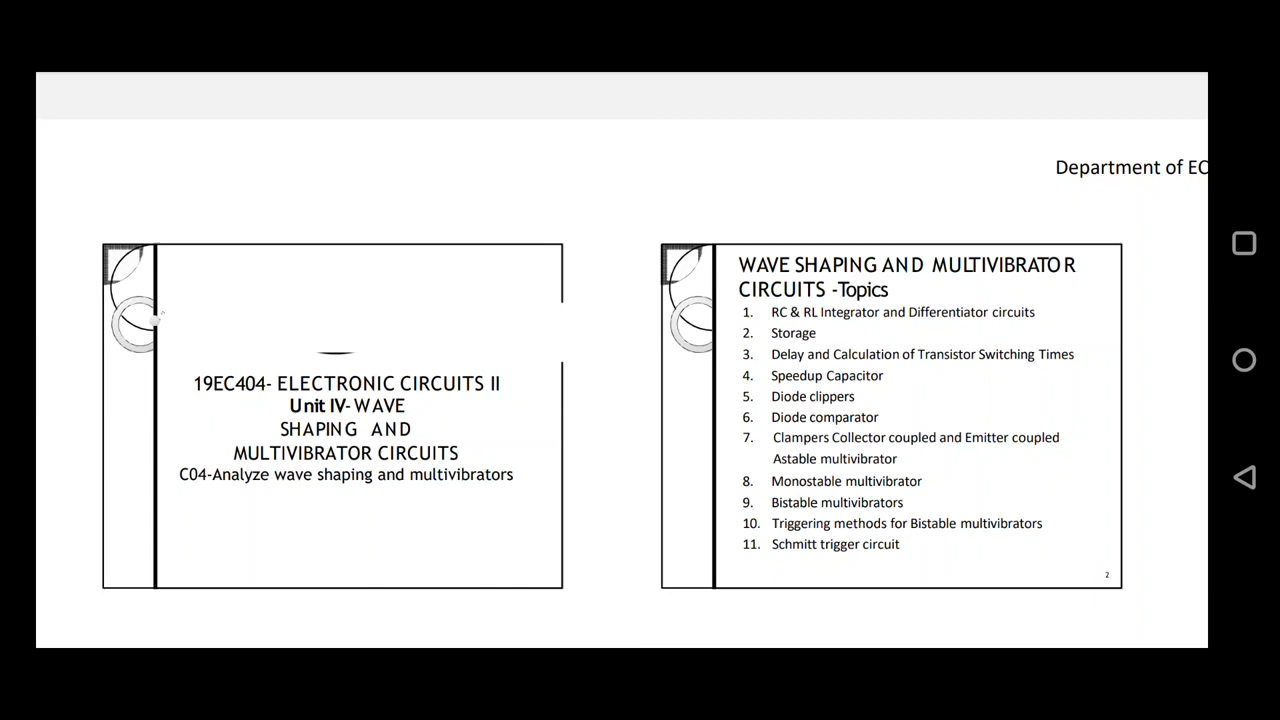 Department of EC
19EC404- ELECTRONIC CIRCUITS II
Unit IV-WAVE
SHAPING AND
MULTIVIBRATOR CIRCUITS
C04-Analyze wave shaping and multivibrators
WAVE SHAPING AND MULTIVIBRATOR
CIRCUITS -Topics
1. RC & RL Integrator and Differentiator circuits
2. Storage
3. Delay and Calculation of Transistor Switching Times
4. Speedup Capacitor
5. Diode clippers
6. Diode comparator
7. Clampers Collector coupled and Emitter coupled
Astable multivibrator
8. Monostable multivibrator
9. Bistable multivibrators
10. Triggering methods for Bistable multivibrators
11. Schmitt trigger circuit
2